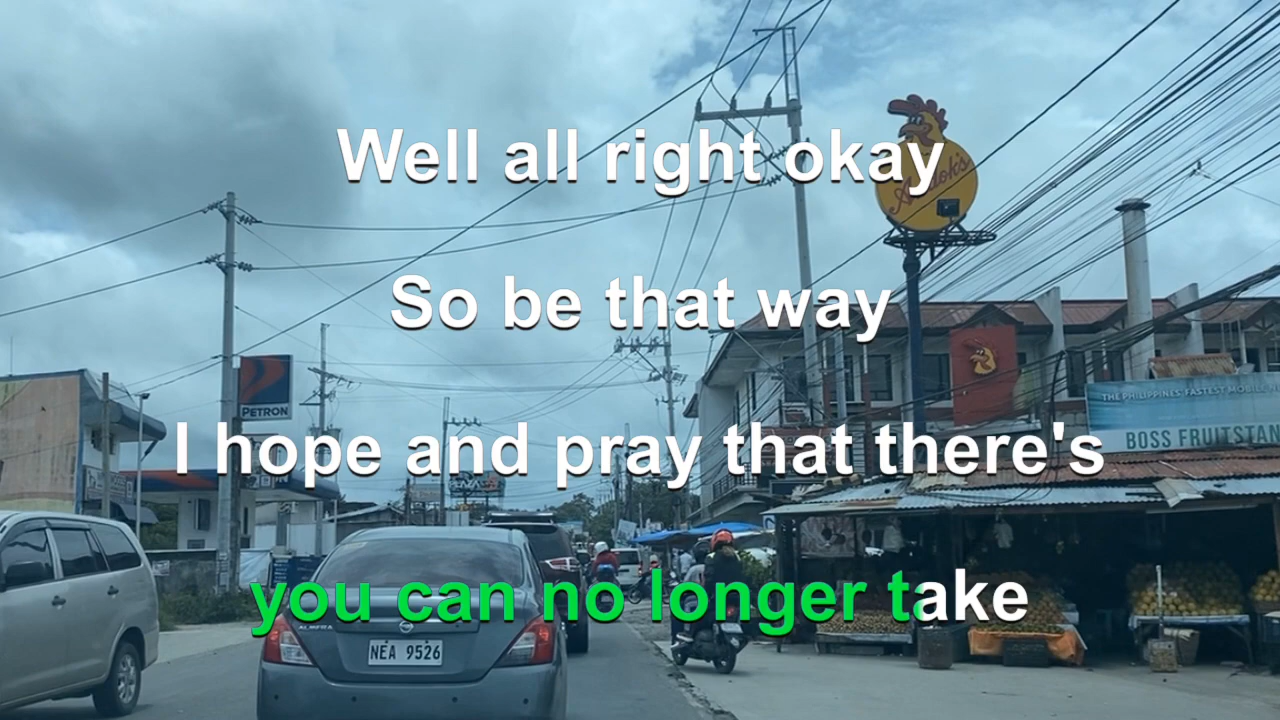 Well all right okay
Andok's
So be that way
PETRON
THE PHILIPPINES' FASTEST MOBILE
BOSS FRUITSTAN
I hope and pray that there's
you can no longer take
ALMERA
NEA 9526